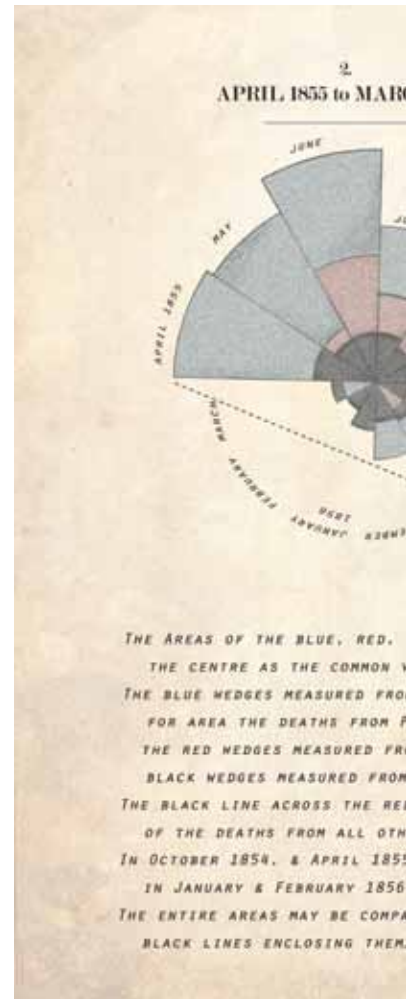 2.
APRIL 1855 to MARC
JUNE
JU
MAY
APRIL 1855
MARCH
FEBRUARY
JANUARY
1856
THE AREAS OF THE BLUE, RED,
THE CENTRE AS THE COMMON V
THE BLUE WEDGES MEASURED FRO
FOR AREA THE DEATHS FROM P
THE RED WEDGES MEASURED FR
BLACK WEDGES MEASURED FROM
THE BLACK LINE ACROSS THE RE
OF THE DEATHS FROM ALL OTH
IN OCTOBER 1854, & APRIL 1855
IN JANUARY & FEBRUARY 1856
THE ENTIRE AREAS MAY BE COMPA
BLACK LINES ENCLOSING THEM.